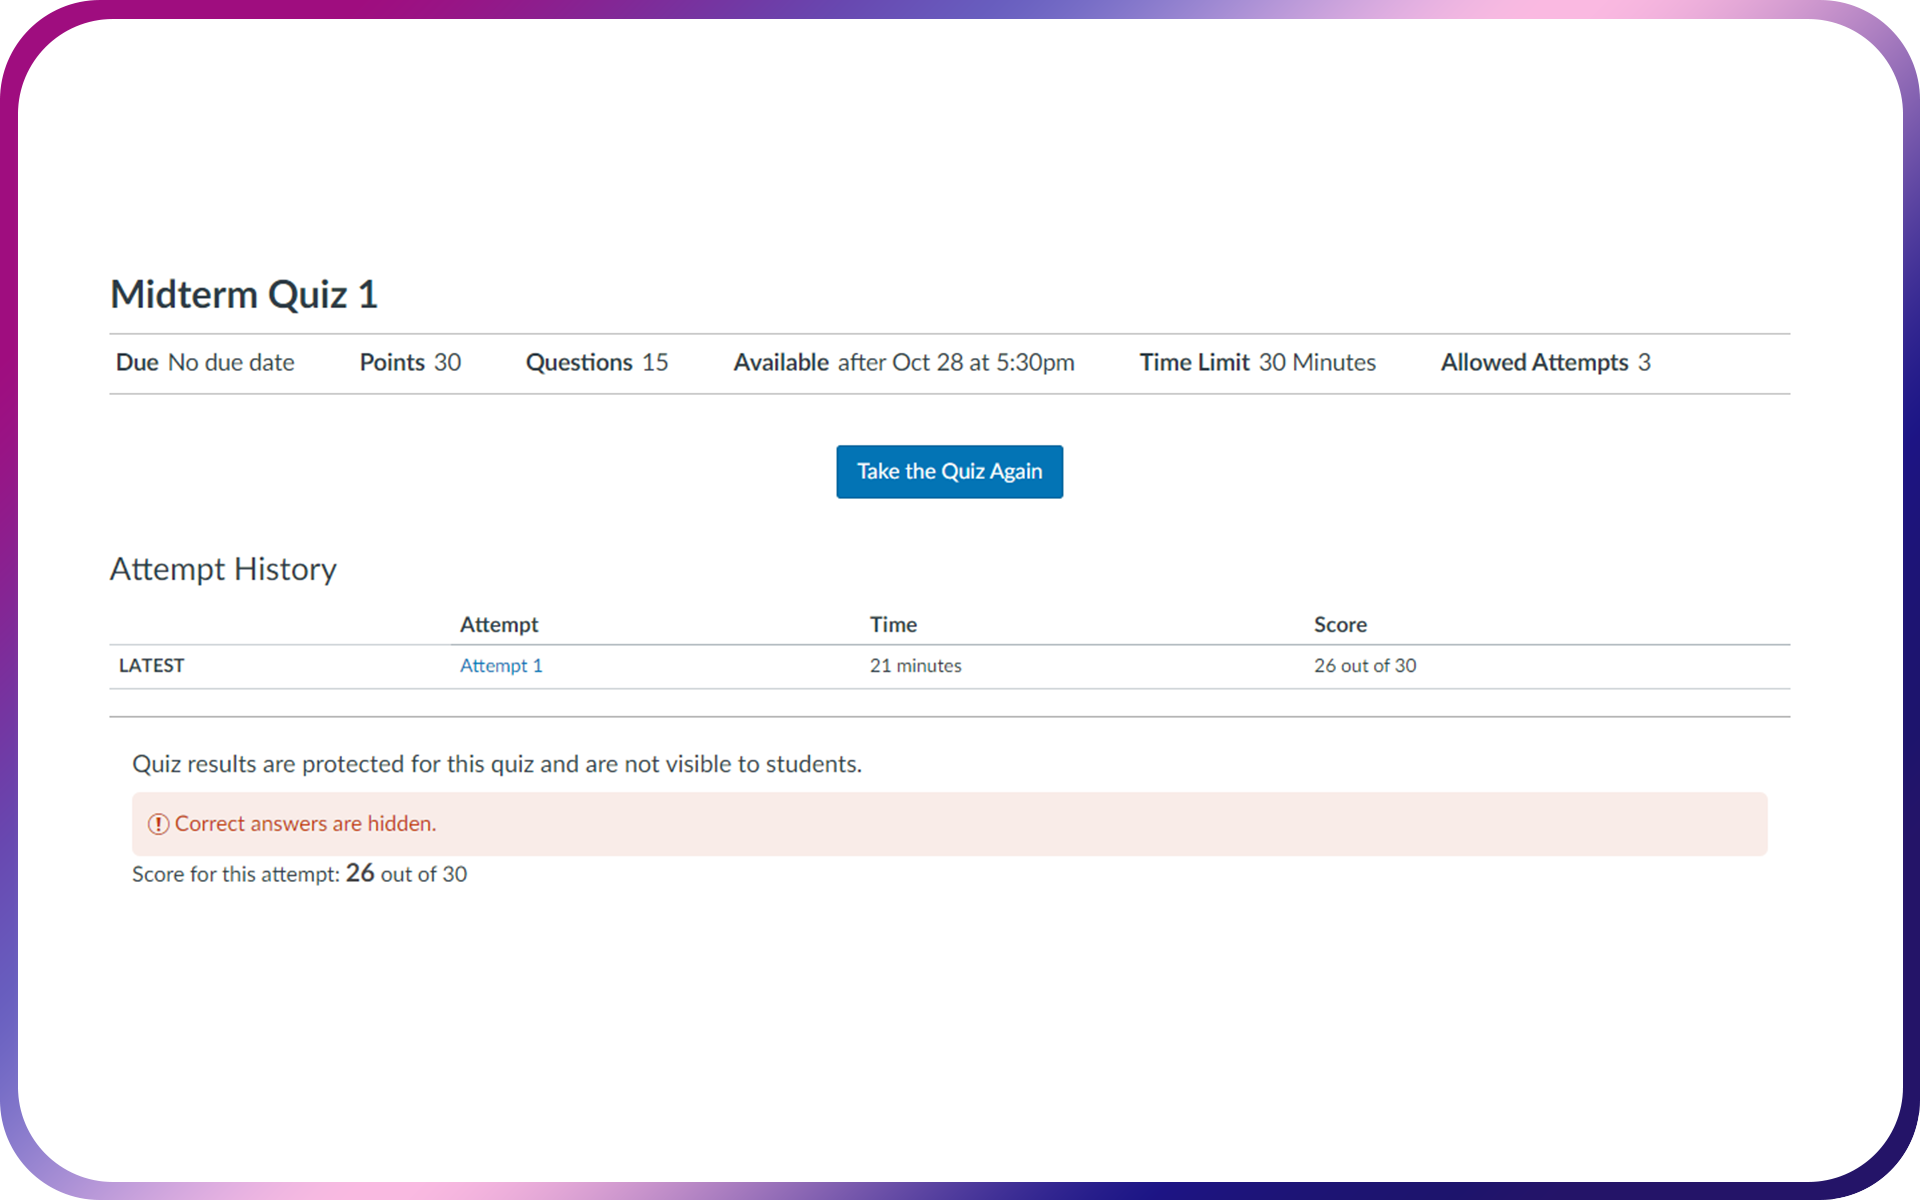 Midterm Quiz 1
Due No due date Points 30 Questions 15 Available after Oct 28 at 5:30pm Time Limit 30 Minutes Allowed Attempts 3
Take the Quiz Again
Attempt History
Attempt Time Score
LATEST Attempt 1 21 minutes 26 out of 30
Quiz results are protected for this quiz and are not visible to students.
Correct answers are hidden.
Score for this attempt: 26 out of 30